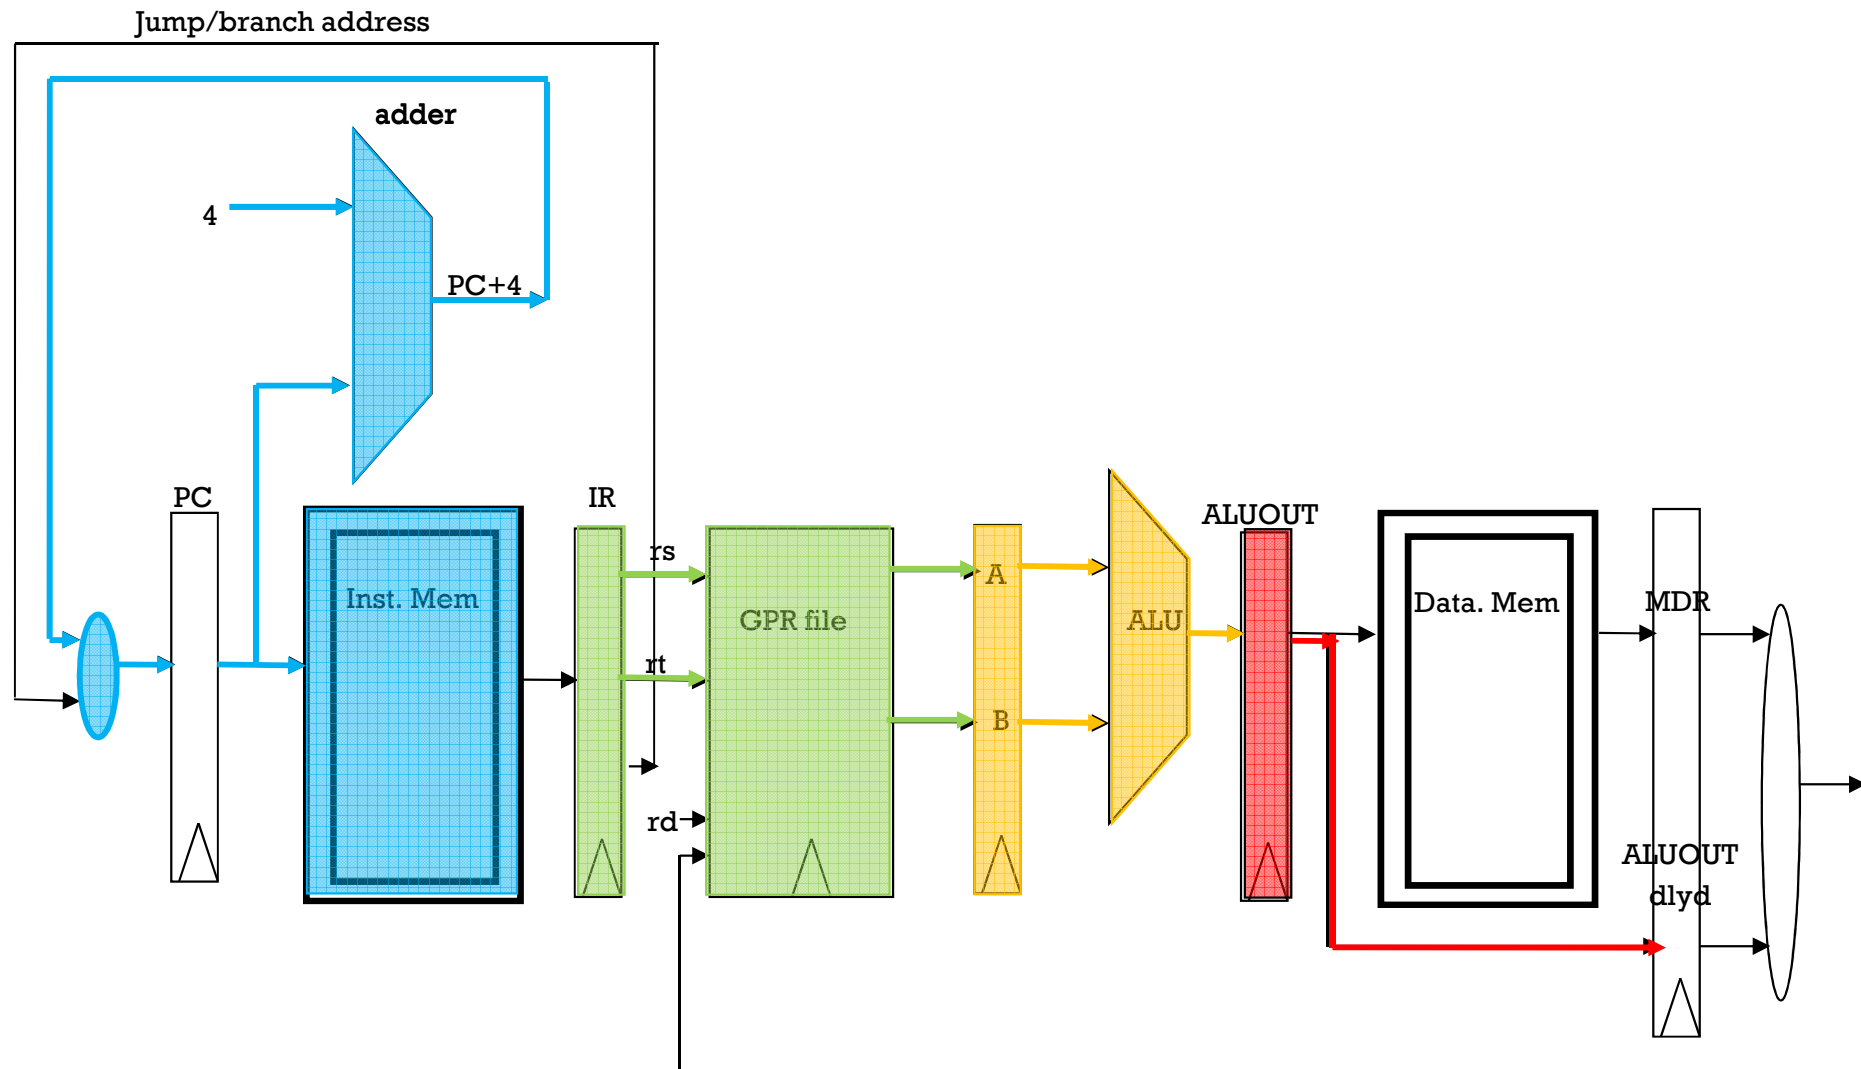 Jump/branch address
adder
4
PC+4
PC
IR
ALUOUT
rs
A
Inst. Mem
GPR file
ALU
Data. Mem
MDR
rt
B
rd
ALUOUT
dlyd